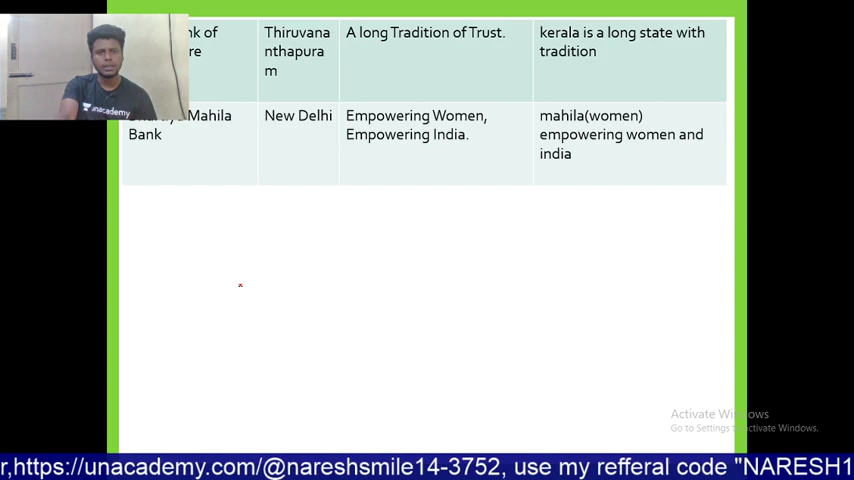 nk of
re
Thiruvana
nthapura
m
A long Tradition of Trust.
kerala is a long state with
tradition
unacademy
Mahila
Bank
New Delhi
Empowering Women,
Empowering India.
mahila(women)
empowering women and
india
Activate Windows
Go to Settings to activate Windows.
r,https://unacademy.com/@nareshsmile14-3752, use my refferal code "NARESH1